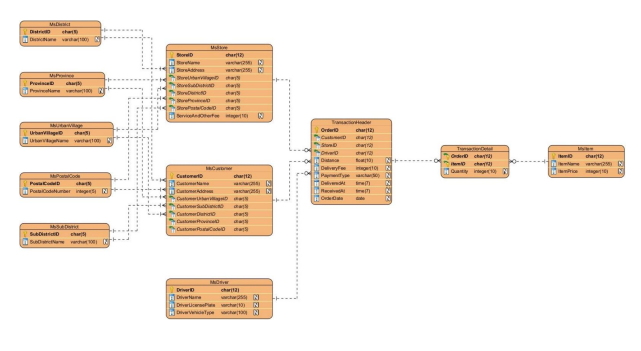 MsDistrict
DistrictID char(5)
DistrictName varchar(100) N
MsProvince
ProvinceID char(5)
ProvinceName varchar(100) N
MsUrbanVillage
UrbanVillageID char(5)
UrbanVillageName varchar(100) N
MsPostalCode
PostalCodeID char(5)
PostalCodeNumber integer(5) N
MsSubDistrict
SubDistrictID char(5)
SubDistrictName varchar(100) N
MsStore
StoreID char(12)
StoreName varchar(255) N
StoreAddress varchar(255) N
StoreUrbanVillageID char(5)
StoreSubDistrictID char(5)
StoreDistrictID char(5)
StoreProvinceID char(5)
StorePostalCodeID char(5)
ServiceAndOtherFee integer(10) N
MsCustomer
CustomerID char(12)
CustomerName varchar(255) N
CustomerAddress varchar(255) N
CustomerUrbanVillageID char(5)
CustomerSubDistrictID char(5)
CustomerDistrictID char(5)
CustomerProvinceID char(5)
CustomerPostalCodeID char(5)
MsDriver
DriverID char(12)
DriverName varchar(255) N
DriverLicensePlate varchar(10) N
DriverVehicleType varchar(100) N
TransactionHeader
OrderID char(12)
CustomerID char(12)
StoreID char(12)
DriverID char(12)
Distance float(10) N
DeliveryFee integer(10) N
PaymentType varchar(50) N
DeliveredAt time(7) N
ReceivedAt time(7) N
OrderDate date N
TransactionDetail
OrderID char(12)
ItemID char(12)
Quantity integer(10) N
MsItem
ItemID char(12)
ItemName varchar(255) N
ItemPrice integer(10) N